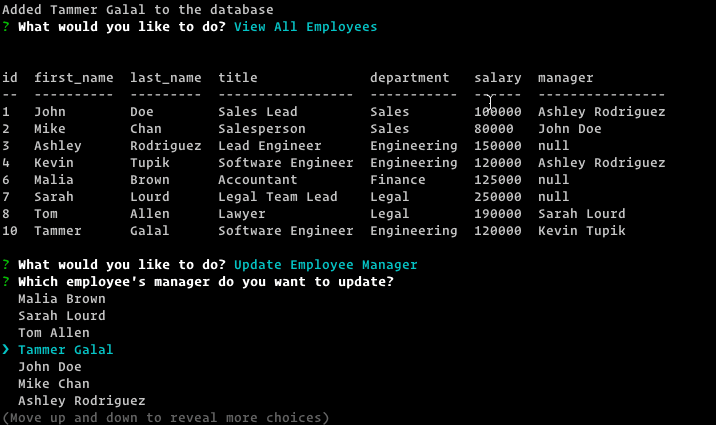 Added Tammer Galal to the database
? What would you like to do? View All Employees
id  first_name  last_name  title              department   salary  manager
--  ----------  ---------  -----------------  -----------  ------  ----------------
1   John        Doe        Sales Lead         Sales        100000  Ashley Rodriguez
2   Mike        Chan       Salesperson        Sales        80000   John Doe
3   Ashley      Rodriguez  Lead Engineer      Engineering  150000  null
4   Kevin       Tupik      Software Engineer  Engineering  120000  Ashley Rodriguez
6   Malia       Brown      Accountant         Finance      125000  null
7   Sarah       Lourd      Legal Team Lead    Legal        250000  null
8   Tom         Allen      Lawyer             Legal        190000  Sarah Lourd
10  Tammer      Galal      Software Engineer  Engineering  120000  Kevin Tupik
? What would you like to do? Update Employee Manager
? Which employee's manager do you want to update?
  Malia Brown
  Sarah Lourd
  Tom Allen
❯ Tammer Galal
  John Doe
  Mike Chan
  Ashley Rodriguez
(Move up and down to reveal more choices)